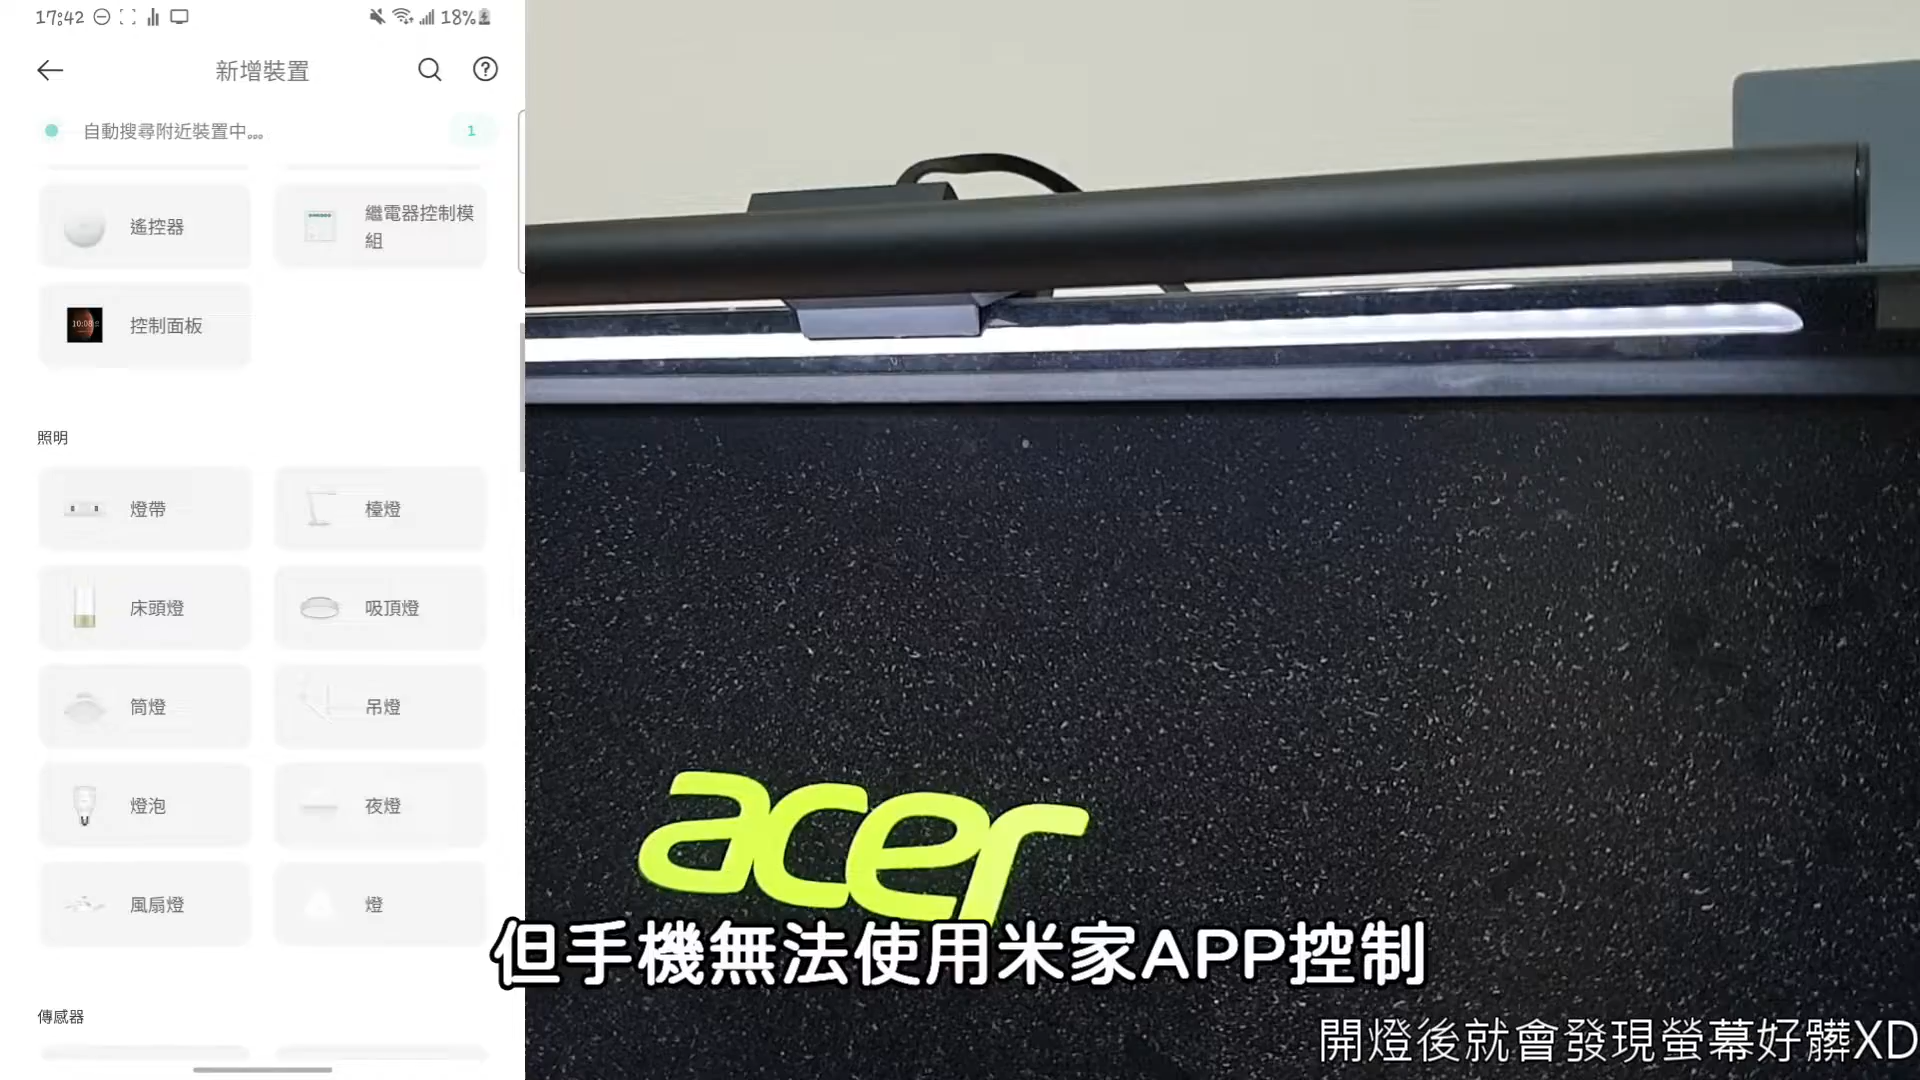 17:42
18%
新增裝置
自動搜尋附近裝置中...
1
遙控器
繼電器控制模
組
控制面板
照明
燈帶
檯燈
床頭燈
吸頂燈
筒燈
吊燈
燈泡
夜燈
風扇燈
燈
傳感器
acer
但手機無法使用米家APP控制
開燈後就會發現螢幕好髒XD